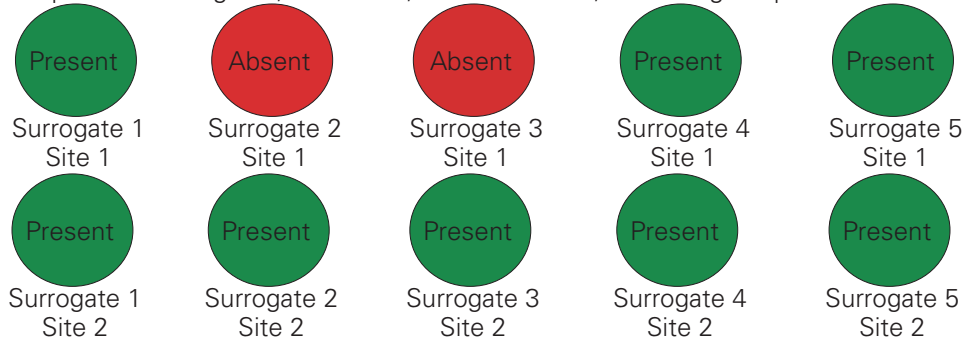 Present Absent Absent Present Present
Surrogate 1 Surrogate 2 Surrogate 3 Surrogate 4 Surrogate 5
Site 1 Site 1 Site 1 Site 1 Site 1
Present Present Present Present Present
Surrogate 1 Surrogate 2 Surrogate 3 Surrogate 4 Surrogate 5
Site 2 Site 2 Site 2 Site 2 Site 2